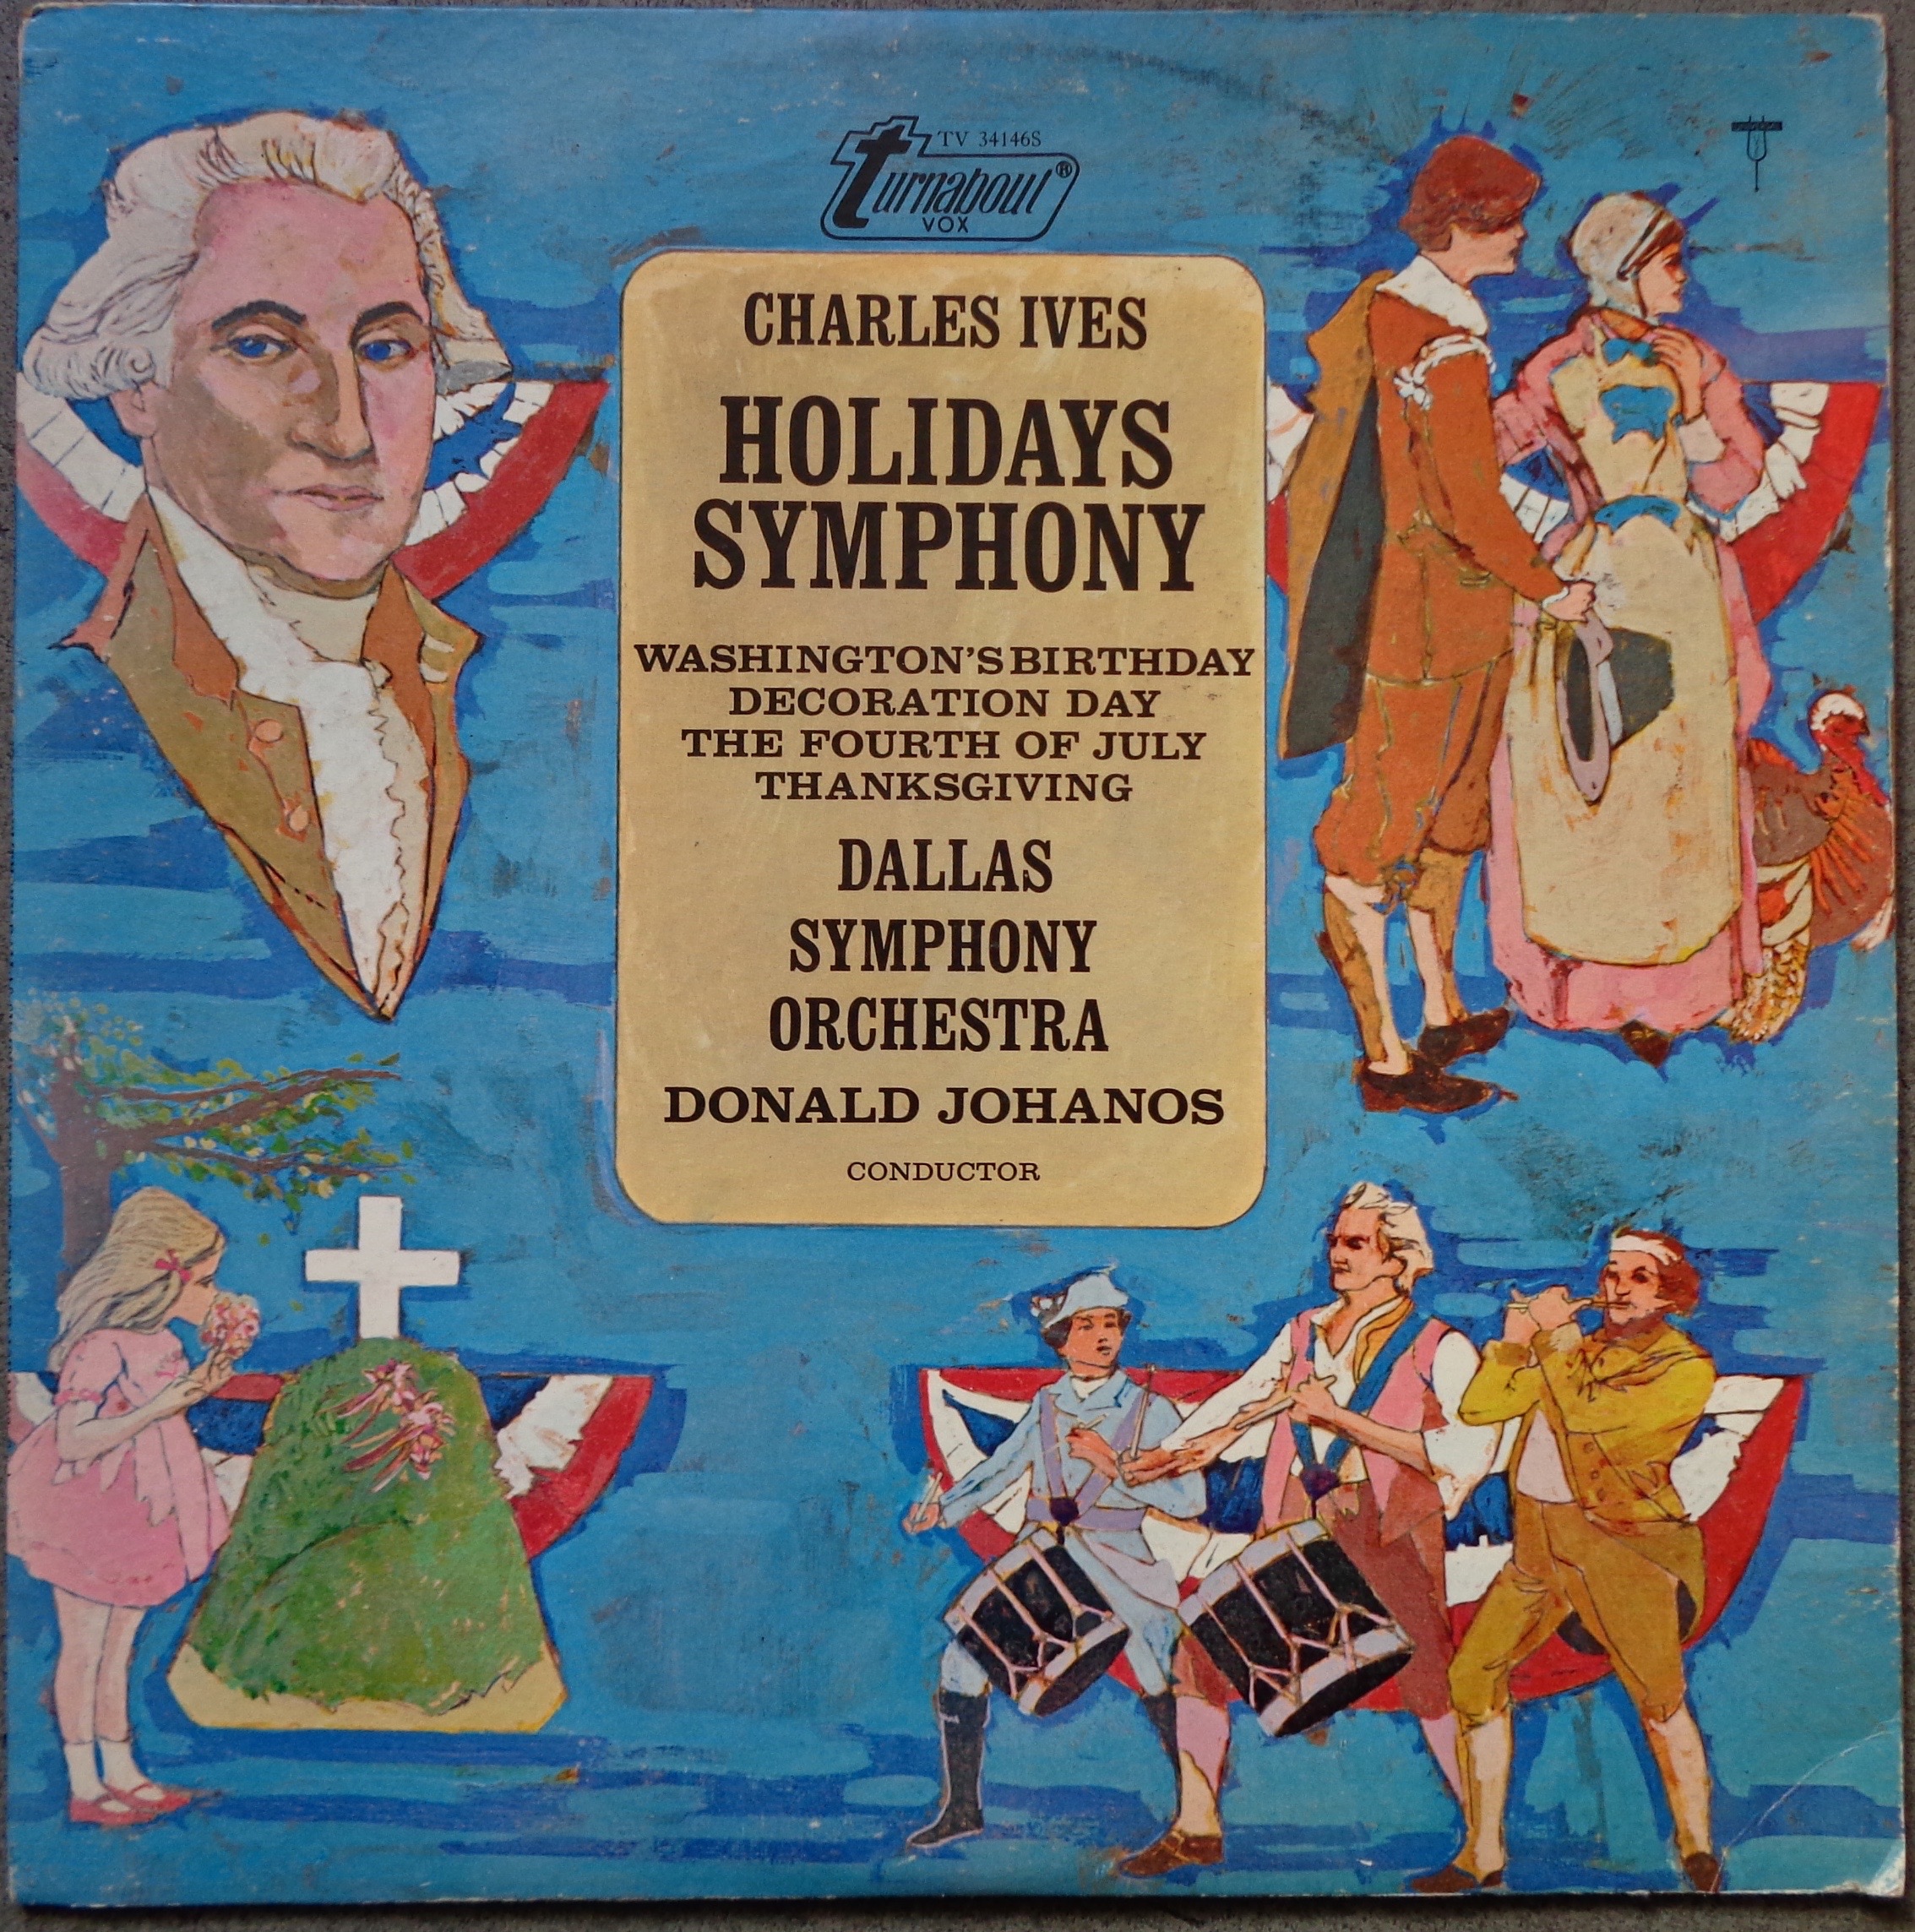 TV 34146S
Turnabout®
VOX
CHARLES IVES
HOLIDAYS
SYMPHONY
WASHINGTON'S BIRTHDAY
DECORATION DAY
THE FOURTH OF JULY
THANKSGIVING
DALLAS
SYMPHONY
ORCHESTRA
DONALD JOHANOS
CONDUCTOR